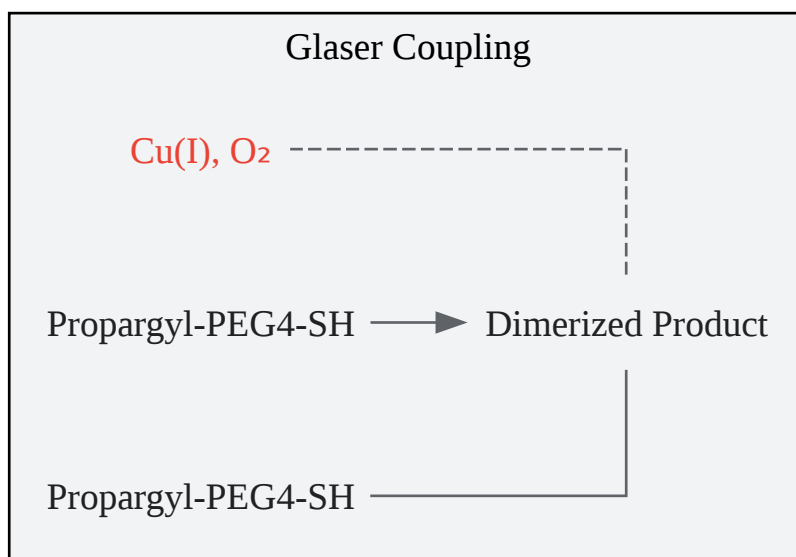 Glaser Coupling
Cu(I), O₂
Propargyl-PEG4-SH
Dimerized Product
Propargyl-PEG4-SH